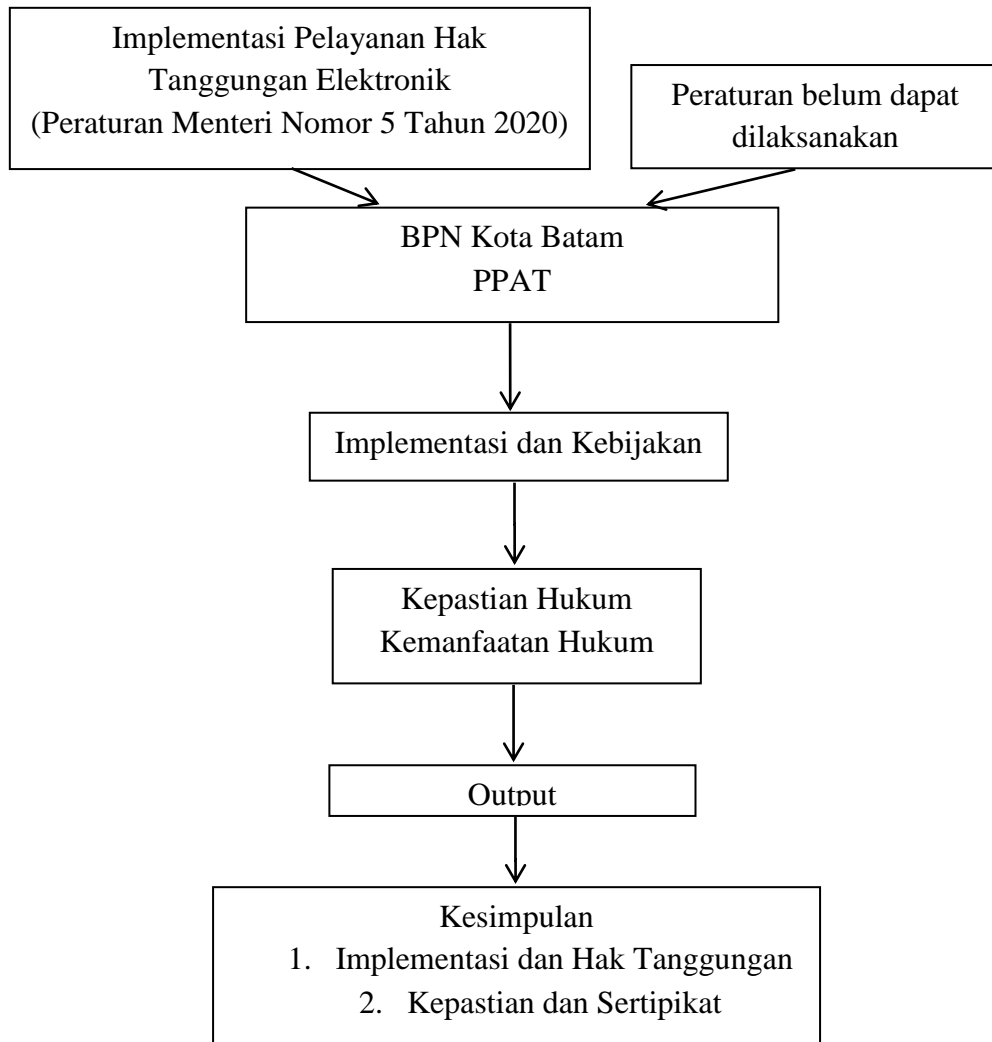 Implementasi Pelayanan Hak
Tanggungan Elektronik
(Peraturan Menteri Nomor 5 Tahun 2020)
Peraturan belum dapat
dilaksanakan
BPN Kota Batam
PPAT
Implementasi dan Kebijakan
Kepastian Hukum
Kemanfaatan Hukum
Output
Kesimpulan
1. Implementasi dan Hak Tanggungan
2. Kepastian dan Sertipikat